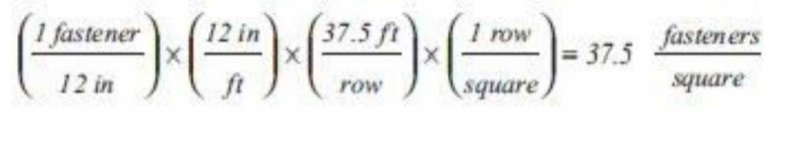 (1 fastener / 12 in) × (12 in / ft) × (37.5 ft / row) × (1 row / square) = 37.5 fasteners / square